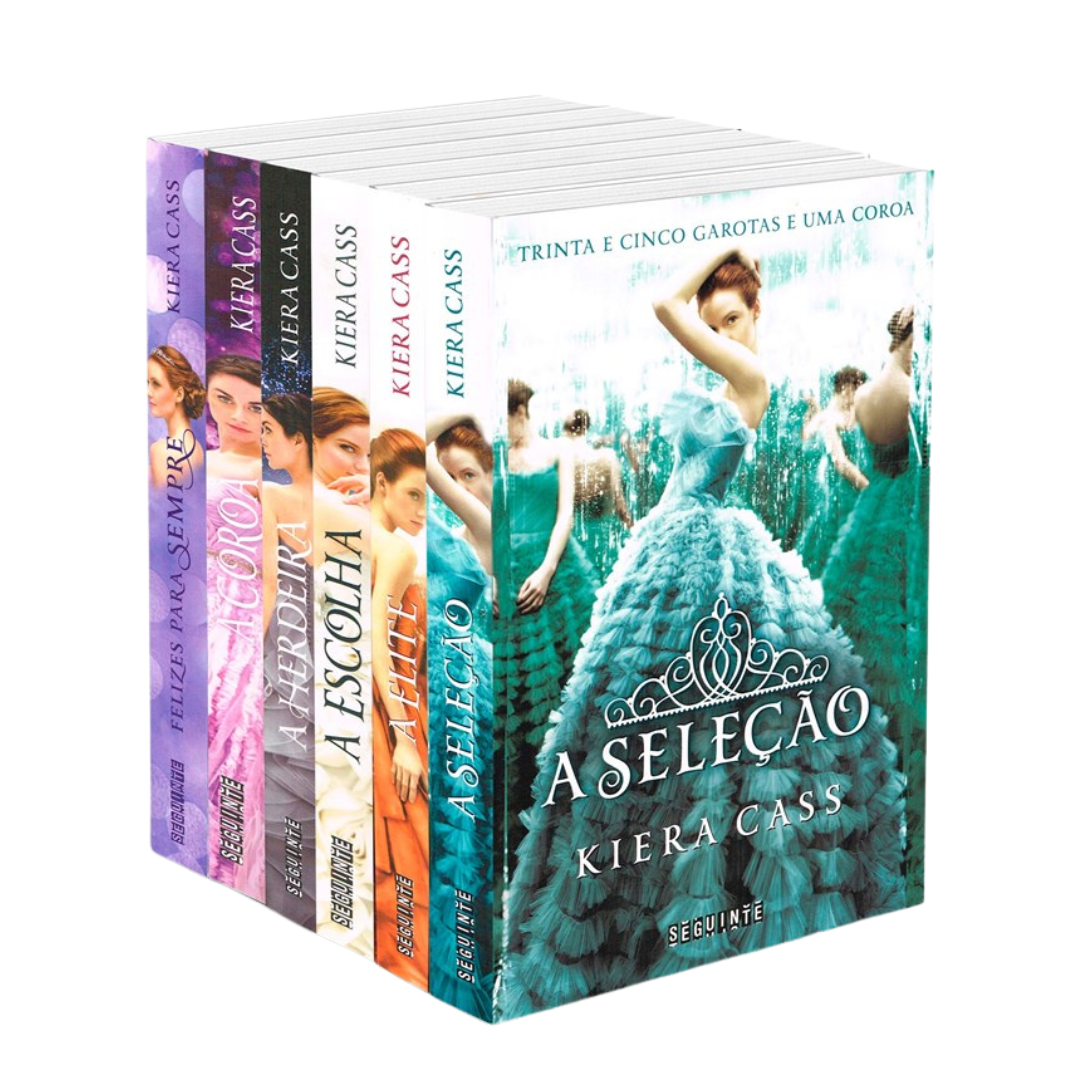 KIERA CASS
FELIZES PARA SEMPRE
SEGUINTE
KIERA CASS
A COROA
SEGUINTE
KIERA CASS
A HERDEIRA
SEGUINTE
KIERA CASS
A ESCOLHA
SEGUINTE
KIERA CASS
A ELITE
SEGUINTE
KIERA CASS
A SELEÇÃO
SEGUINTE
TRINTA E CINCO GAROTAS E UMA COROA
A SELEÇÃO
KIERA CASS
SEGUINTE